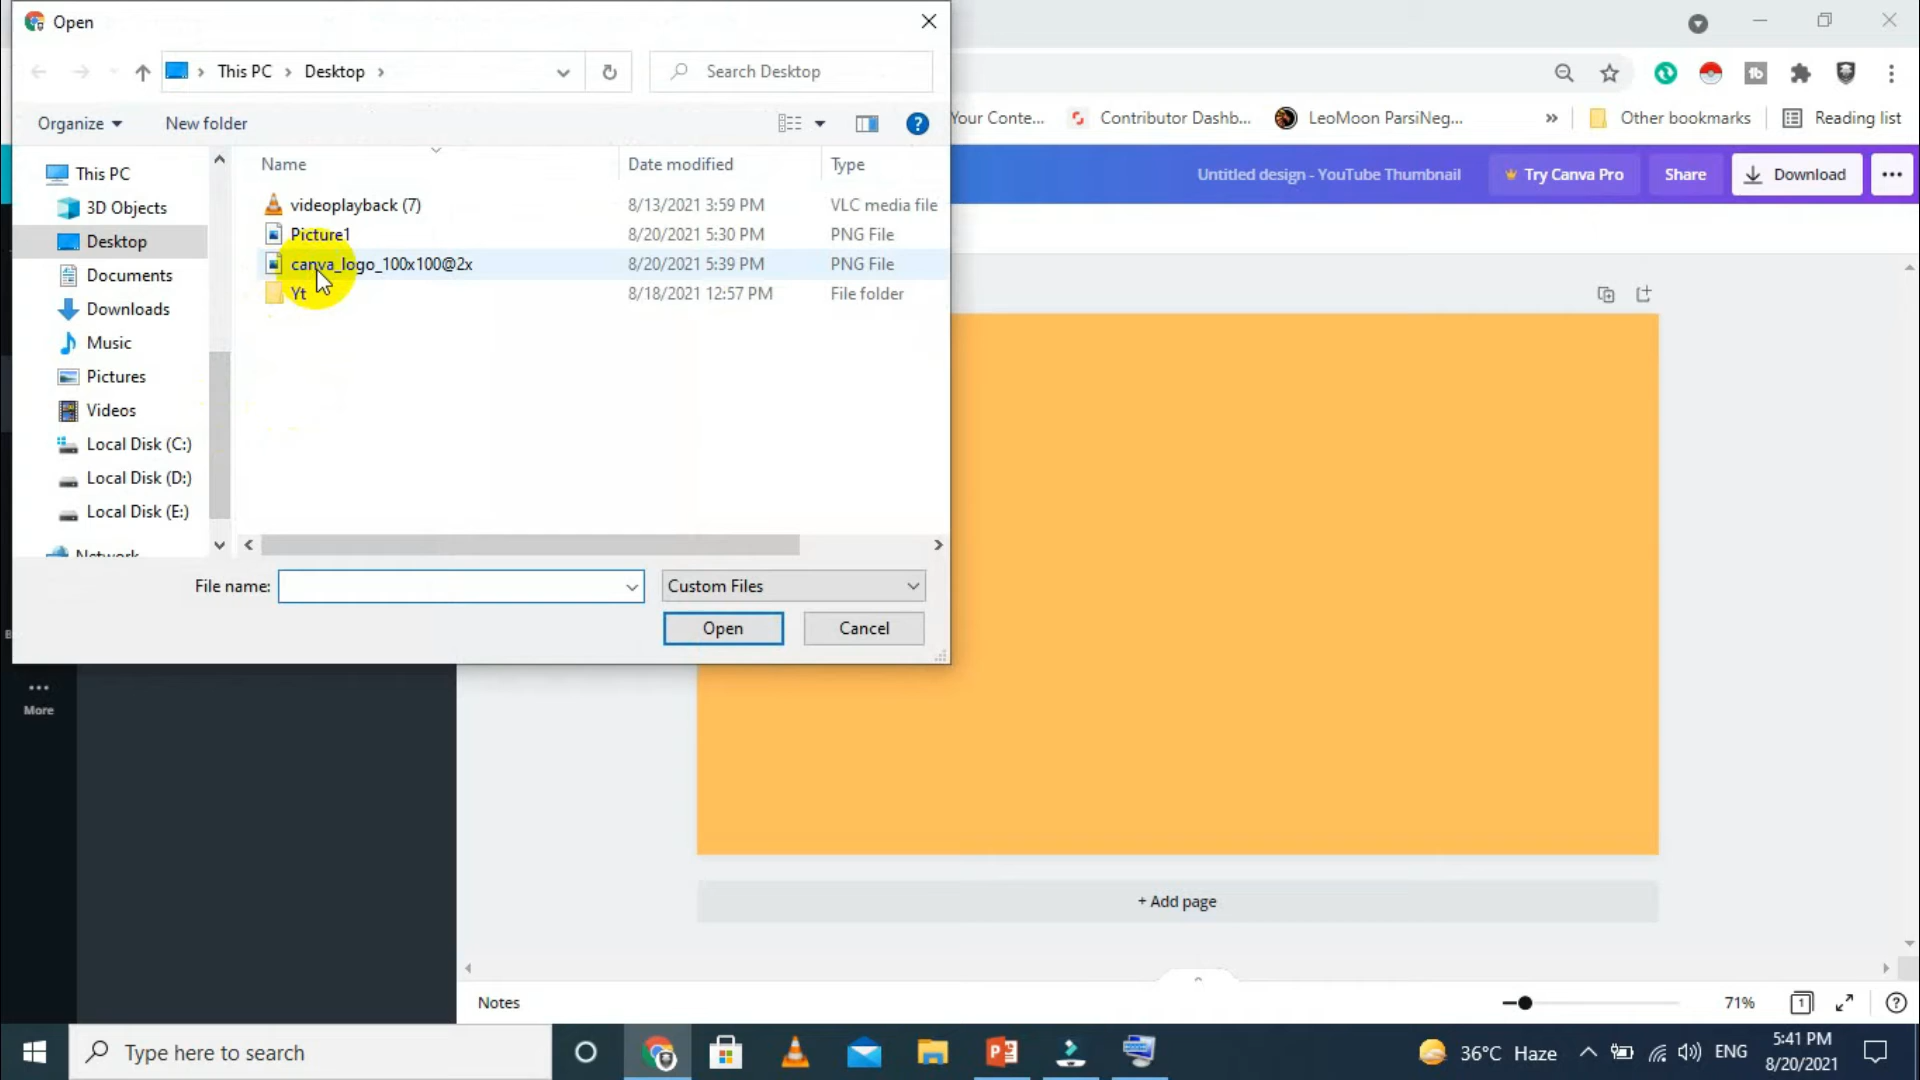 Open
This PC
Desktop
Search Desktop
Organize
New folder
Your Conte...
Contributor Dashb...
LeoMoon ParsiNeg...
Other bookmarks
Reading list
Untitled design - YouTube Thumbnail
Try Canva Pro
Share
Download
Name
Date modified
Type
This PC
3D Objects
Desktop
Documents
Downloads
Music
Pictures
Videos
Local Disk (C:)
Local Disk (D:)
Local Disk (E:)
Network
videoplayback (7) 8/13/2021 3:59 PM VLC media file
Picture1 8/20/2021 5:30 PM PNG File
canva_logo_100x100@2x 8/20/2021 5:39 PM PNG File
Yt 8/18/2021 12:57 PM File folder
File name:
Custom Files
Open
Cancel
More
+ Add page
Notes
71%
1
Type here to search
36°C Haze
ENG
5:41 PM
8/20/2021